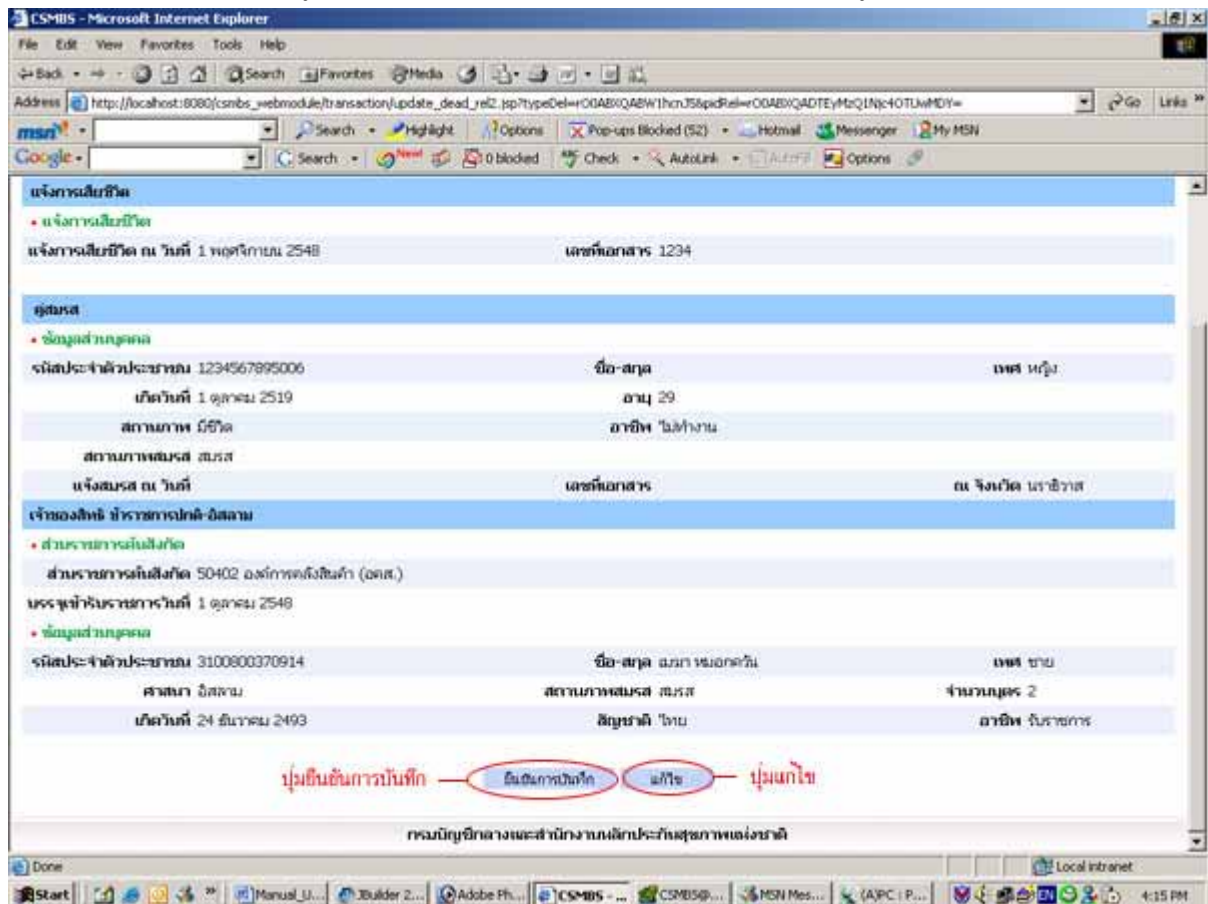 CSMBS - Microsoft Internet Explorer
File Edit View Favorites Tools Help
Back Search Favorites Media
Address http://localhost:8080/csmbs_webmodule/transaction/update_dead_rel2.jsp?typeDel= Go Links »
msn Search Highlight Options Pop-ups Blocked (52) Hotmail Messenger My MSN
Google Search New! 0 blocked Check AutoLink AutoFill Options
แจ้งการเสียชีวิต
• แจ้งการเสียชีวิต
แจ้งการเสียชีวิต ณ วันที่ 1 พฤศจิกายน 2548 เลขที่เอกสาร 1234
คู่สมรส
• ข้อมูลส่วนบุคคล
รหัสประจำตัวประชาชน 1234567895006 ชื่อ-สกุล เพศ หญิง
เกิดวันที่ 1 ตุลาคม 2519 อายุ 29
สถานภาพ มีชีวิต อาชีพ ไม่ทำงาน
สถานภาพสมรส สมรส
แจ้งสมรส ณ วันที่ เลขที่เอกสาร ณ จังหวัด นราธิวาส
เจ้าของสิทธิ ข้าราชการปกติ-อิสลาม
• ส่วนราชการต้นสังกัด
ส่วนราชการต้นสังกัด 50402 องค์การคลังสินค้า (อคส.)
บรรจุเข้ารับราชการวันที่ 1 ตุลาคม 2548
• ข้อมูลส่วนบุคคล
รหัสประจำตัวประชาชน 3100800370914 ชื่อ-สกุล หมอกควัน เพศ ชาย
ศาสนา อิสลาม สถานภาพสมรส สมรส จำนวนบุตร 2
เกิดวันที่ 24 ธันวาคม 2493 สัญชาติ ไทย อาชีพ รับราชการ
ปุ่มยืนยันการบันทึก ยืนยันการบันทึก แก้ไข ปุ่มแก้ไข
กรมบัญชีกลางและสำนักงานหลักประกันสุขภาพแห่งชาติ
Done Local intranet
Start » Manual_U... JBuilder 2... Adobe Ph... CSMBS - ... CSMBS@... MSN Mes... (A)PC : P... EN 4:15 PM